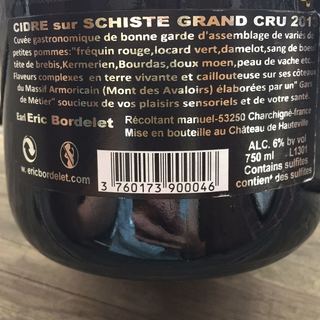 CIDRE sur SCHISTE GRAND CRU 201
Cuvée gastronomique de bonne garde d'assemblage de variés de
petites pommes:"fréquin rouge,locard vert,damelot,sang de boeuf
tète de brebis,Kermerien,Bourdas,doux moen,peau de vache etc...
Flaveurs complexes en terre vivante et caillouteuse sur ses côteaux
du Massif Armoricain (Mont des Avaloirs) élaborées par un" Gars
de Métier" soucieux de vos plaisirs sensoriels et de votre santé...
Earl Eric Bordelet Récoltant manuel-53250 Charchigné-france
Mise en bouteille au Château de Hauteville
ALC. 6% by vol
750 ml L1301
Contains sulfites
contient des sulfites
w.ericbordelet.com
3 760173 900046